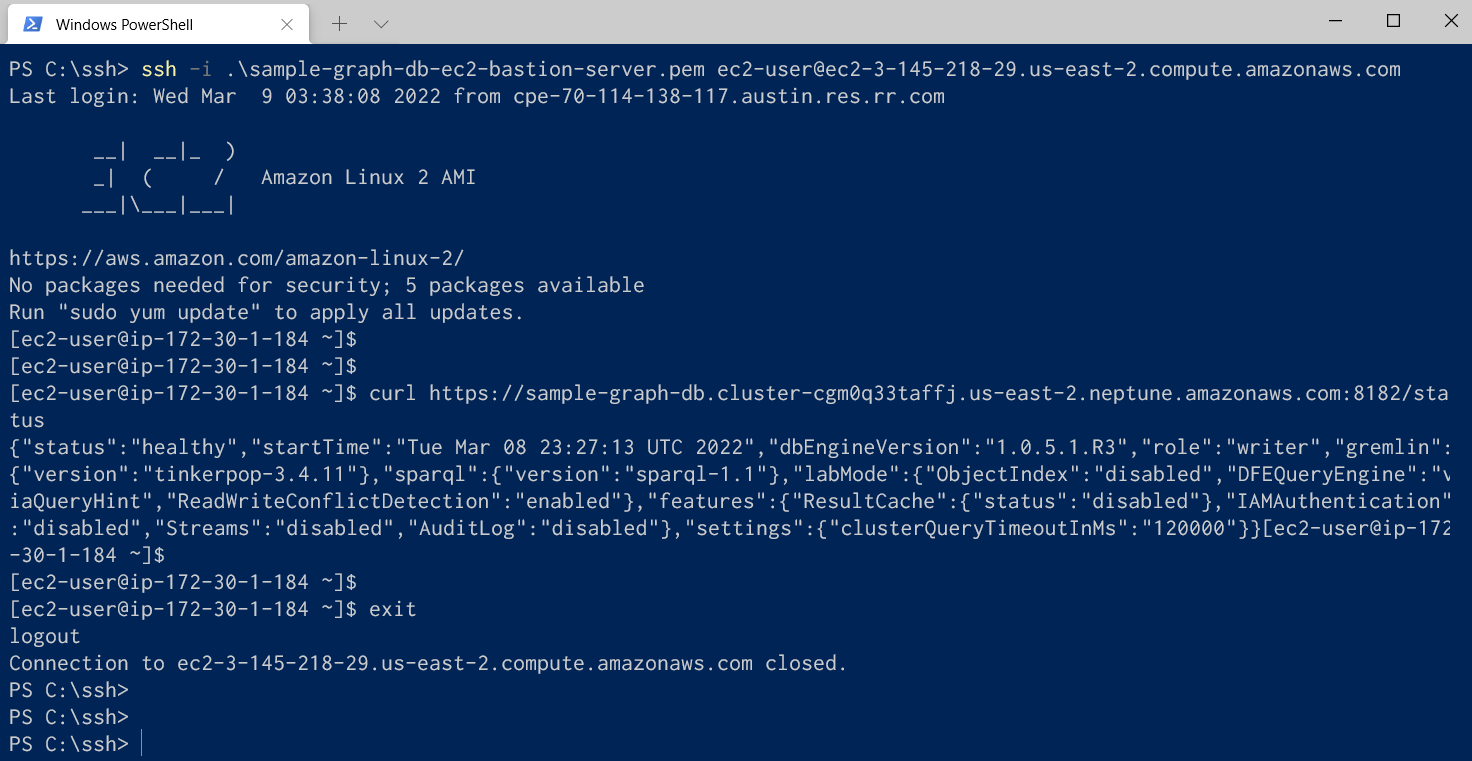 Windows PowerShell
PS C:\ssh> ssh -i .\sample-graph-db-ec2-bastion-server.pem ec2-user@ec2-3-145-218-29.us-east-2.compute.amazonaws.com
Last login: Wed Mar  9 03:38:08 2022 from cpe-70-114-138-117.austin.res.rr.com
       __|  __|_  )
       _|  (     /   Amazon Linux 2 AMI
      ___|\___|___|
https://aws.amazon.com/amazon-linux-2/
No packages needed for security; 5 packages available
Run "sudo yum update" to apply all updates.
[ec2-user@ip-172-30-1-184 ~]$
[ec2-user@ip-172-30-1-184 ~]$
[ec2-user@ip-172-30-1-184 ~]$ curl https://sample-graph-db.cluster-cgm0q33taffj.us-east-2.neptune.amazonaws.com:8182/sta
tus
{"status":"healthy","startTime":"Tue Mar 08 23:27:13 UTC 2022","dbEngineVersion":"1.0.5.1.R3","role":"writer","gremlin":
{"version":"tinkerpop-3.4.11"},"sparql":{"version":"sparql-1.1"},"labMode":{"ObjectIndex":"disabled","DFEQueryEngine":"v
iaQueryHint","ReadWriteConflictDetection":"enabled"},"features":{"ResultCache":{"status":"disabled"},"IAMAuthentication"
:"disabled","Streams":"disabled","AuditLog":"disabled"},"settings":{"clusterQueryTimeoutInMs":"120000"}}[ec2-user@ip-172
-30-1-184 ~]$
[ec2-user@ip-172-30-1-184 ~]$
[ec2-user@ip-172-30-1-184 ~]$ exit
logout
Connection to ec2-3-145-218-29.us-east-2.compute.amazonaws.com closed.
PS C:\ssh>
PS C:\ssh>
PS C:\ssh>